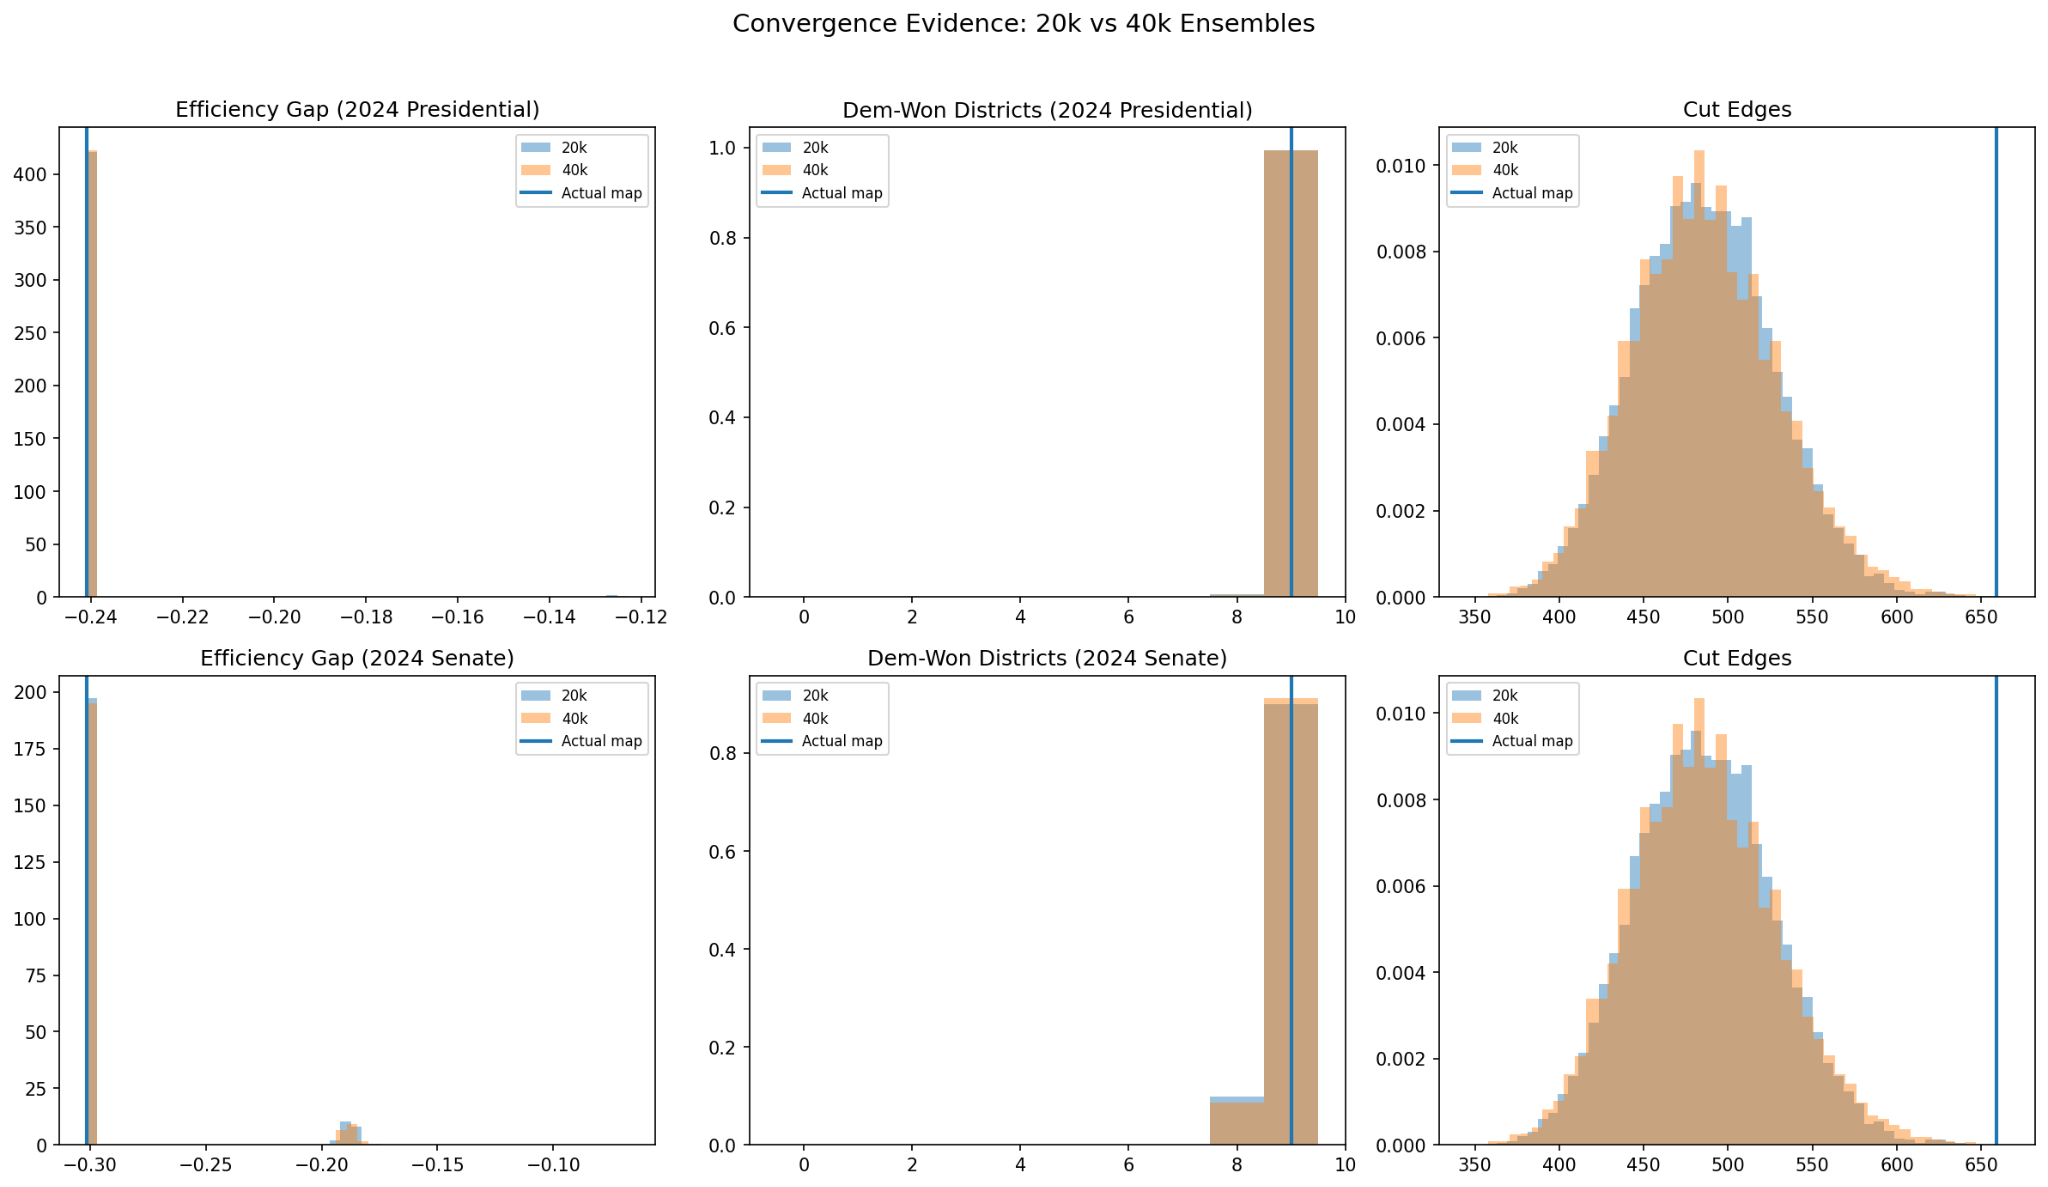 Convergence Evidence: 20k vs 40k Ensembles
Efficiency Gap (2024 Presidential)
400
350
300
250
200
150
100
50
0
−0.24 −0.22 −0.20 −0.18 −0.16 −0.14 −0.12
20k
40k
Actual map
Dem-Won Districts (2024 Presidential)
1.0
0.8
0.6
0.4
0.2
0.0
0 2 4 6 8 10
20k
40k
Actual map
Cut Edges
0.010
0.008
0.006
0.004
0.002
0.000
350 400 450 500 550 600 650
20k
40k
Actual map
Efficiency Gap (2024 Senate)
200
175
150
125
100
75
50
25
0
−0.30 −0.25 −0.20 −0.15 −0.10
20k
40k
Actual map
Dem-Won Districts (2024 Senate)
0.8
0.6
0.4
0.2
0.0
0 2 4 6 8 10
20k
40k
Actual map
Cut Edges
0.010
0.008
0.006
0.004
0.002
0.000
350 400 450 500 550 600 650
20k
40k
Actual map